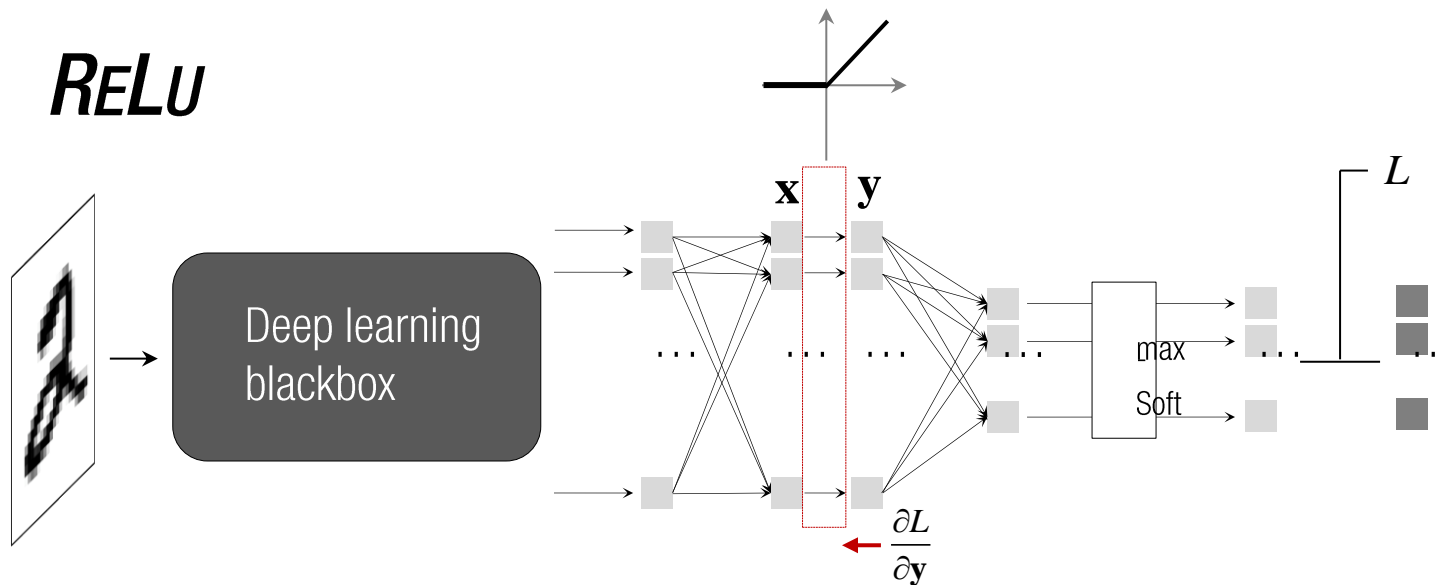 RELU
L
x y
Deep learning
blackbox
... ... ... ... ... ...
max
Soft
∂L
∂y